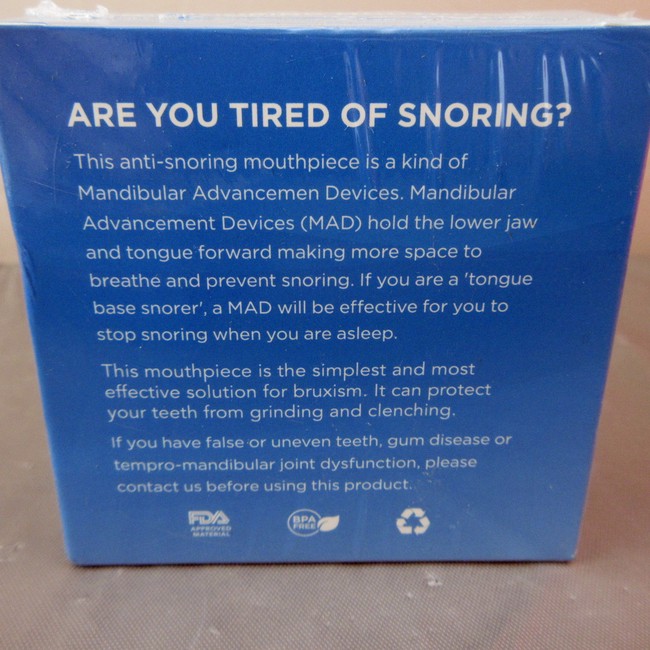 ARE YOU TIRED OF SNORING?
This anti-snoring mouthpiece is a kind of
Mandibular Advancemen Devices. Mandibular
Advancement Devices (MAD) hold the lower jaw
and tongue forward making more space to
breathe and prevent snoring. If you are a 'tongue
base snorer', a MAD will be effective for you to
stop snoring when you are asleep.
This mouthpiece is the simplest and most
effective solution for bruxism. It can protect
your teeth from grinding and clenching.
If you have false or uneven teeth, gum disease or
tempro-mandibular joint dysfunction, please
contact us before using this product.
FDA
APPROVED
MATERIAL
BPA
FREE